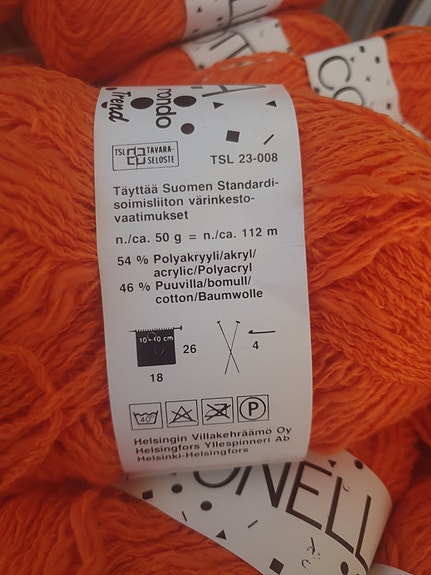 rondo
Trend
TSL TAVARA-
SELOSTE
TSL 23-008
Täyttää Suomen Standardi-
soimisliiton värinkesto-
vaatimukset
n./ca. 50 g = n./ca. 112 m
54 % Polyakryyli/akryl/
acrylic/Polyacryl
46 % Puuvilla/bomull/
cotton/Baumwolle
10×10 cm
26
4
18
40
P
Helsingin Villakehräämö Oy
Helsingfors Yllespinneri Ab
Helsinki-Helsingfors
ONELL